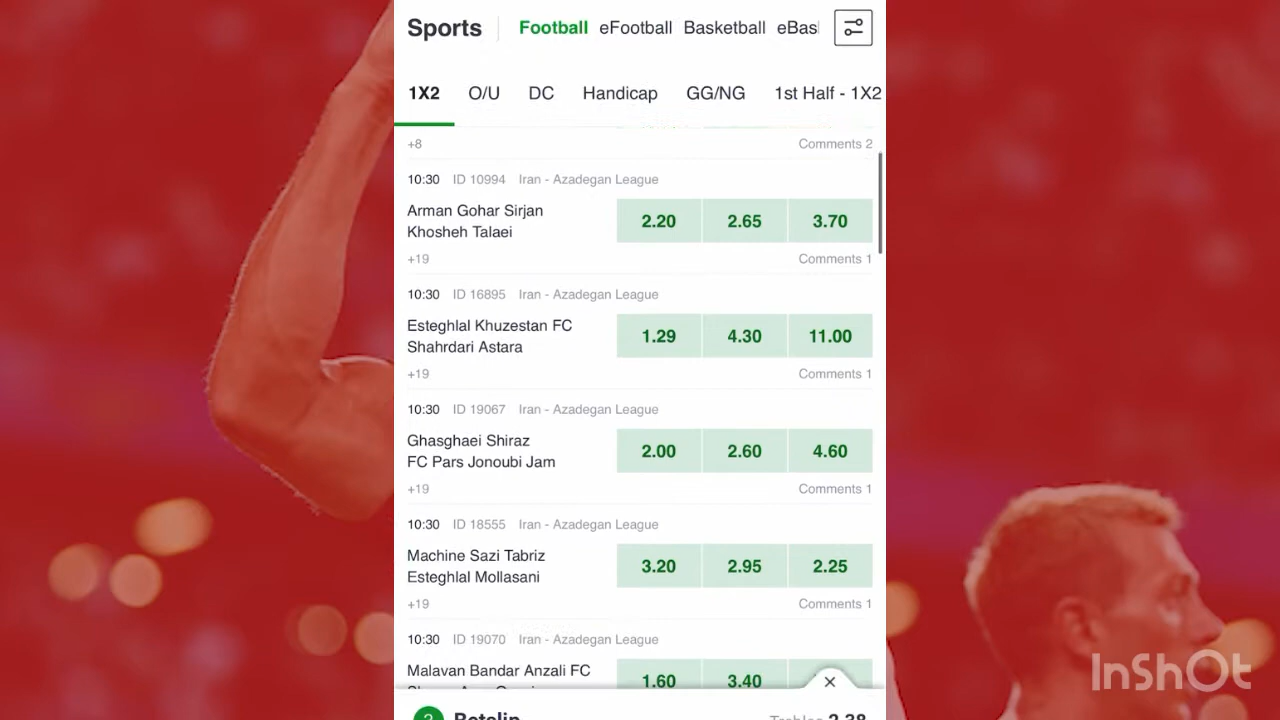 Sports Football eFootball Basketball eBas
1X2 O/U DC Handicap GG/NG 1st Half - 1X2
+8 Comments 2
10:30 ID 10994 Iran - Azadegan League
Arman Gohar Sirjan
Khosheh Talaei
2.20 2.65 3.70
+19 Comments 1
10:30 ID 16895 Iran - Azadegan League
Esteghlal Khuzestan FC
Shahrdari Astara
1.29 4.30 11.00
+19 Comments 1
10:30 ID 19067 Iran - Azadegan League
Ghasghaei Shiraz
FC Pars Jonoubi Jam
2.00 2.60 4.60
+19 Comments 1
10:30 ID 18555 Iran - Azadegan League
Machine Sazi Tabriz
Esteghlal Mollasani
3.20 2.95 2.25
+19 Comments 1
10:30 ID 19070 Iran - Azadegan League
Malavan Bandar Anzali FC
1.60 3.40
2 Betslip 2.38
InShOt